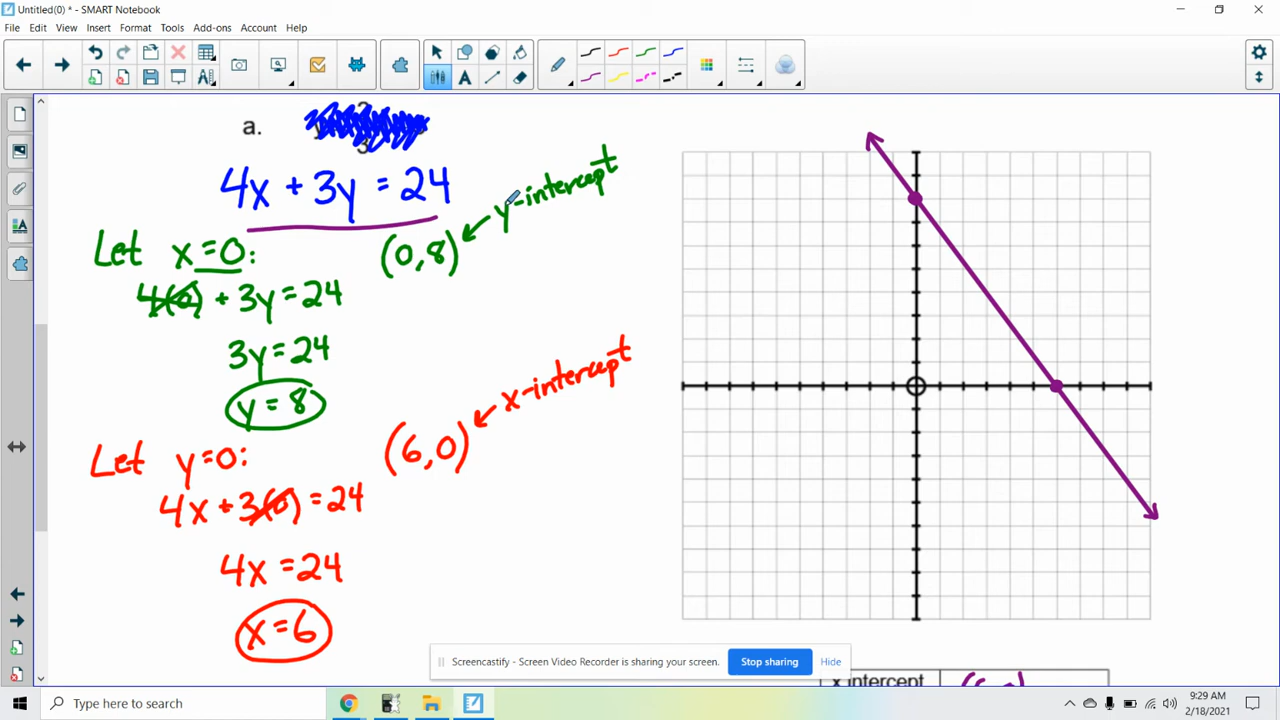 Untitled(0) * - SMART Notebook
File Edit View Insert Format Tools Add-ons Account Help
a.
3
4x + 3y = 24
y-intercept
Let x = 0:
(0,8)
4(0) + 3y = 24
3y = 24
y = 8
x-intercept
Let y=0:
(6,0)
4x + 3(0) = 24
4x = 24
x = 6
Screencastify - Screen Video Recorder is sharing your screen. Stop sharing Hide
x intercept
Type here to search
9:29 AM
2/18/2021